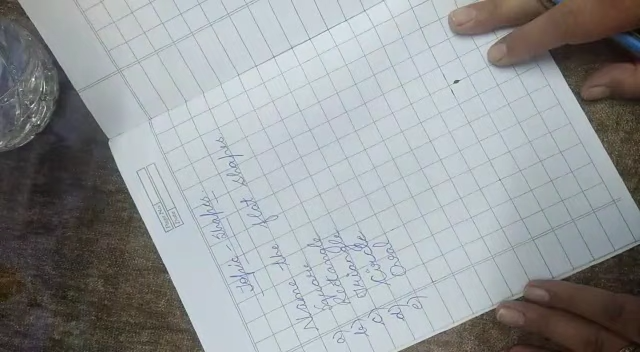 Topic - Shapes
Name the flat shapes
a) Square
b) Rectangle
c) Triangle
d) Circle
e) Oval